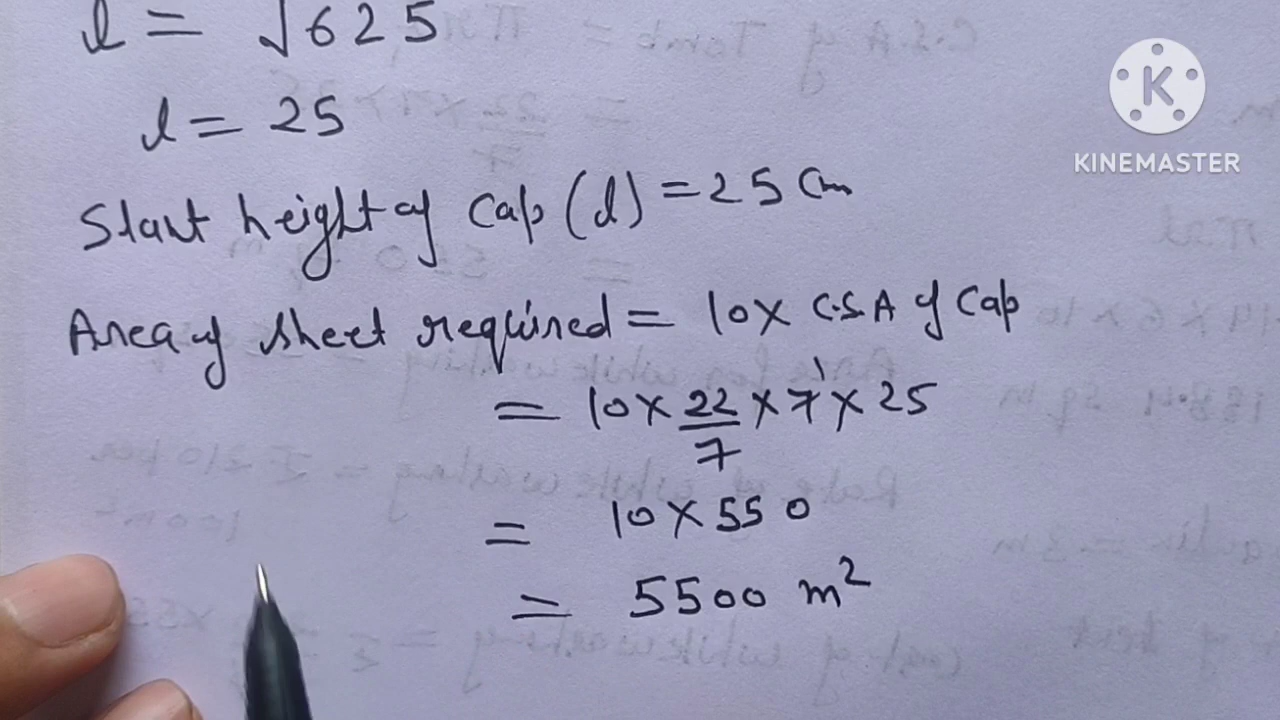 l = √625
l = 25
Slant height of Cap (l) = 25 Cm
Area of sheet required = 10 × C.S.A of Cap
= 10 × 22/7 × 7 1 × 25
= 10 × 550
= 5500 m²
K
KINEMASTER